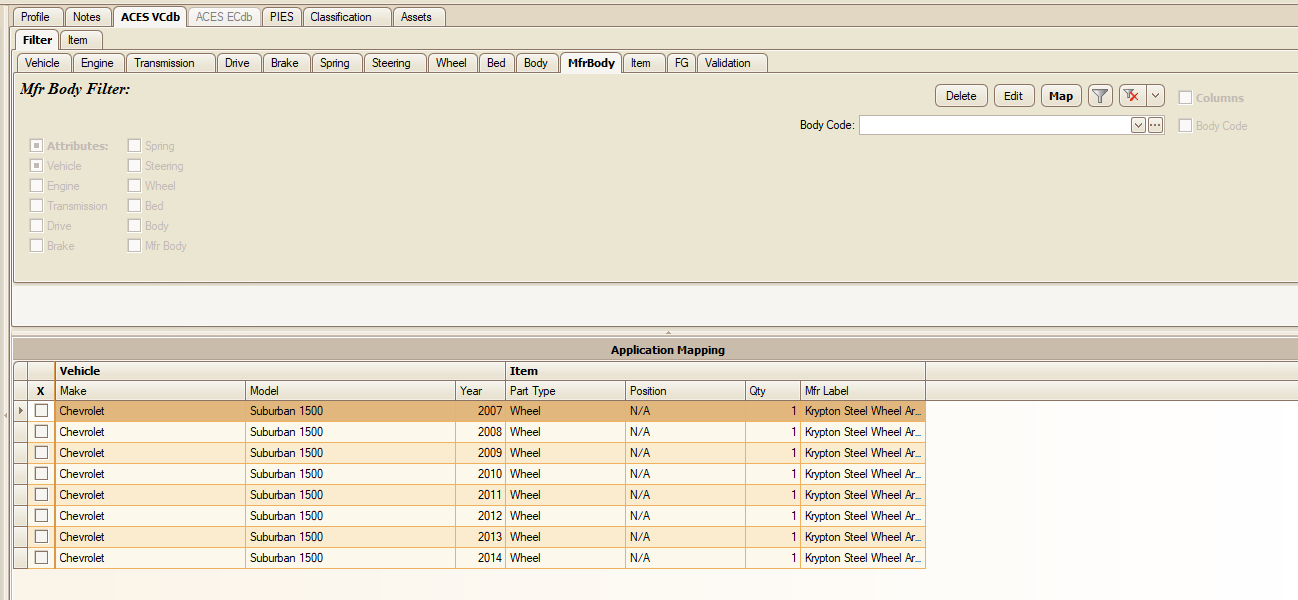 Profile Notes ACES VCdb ACES ECdb PIES Classification Assets
Filter Item
Vehicle Engine Transmission Drive Brake Spring Steering Wheel Bed Body MfrBody Item FG Validation
Mfr Body Filter:
Delete Edit Map Columns
Body Code: Body Code
Attributes: Spring
Vehicle Steering
Engine Wheel
Transmission Bed
Drive Body
Brake Mfr Body
Application Mapping
Vehicle Item
X Make Model Year Part Type Position Qty Mfr Label
Chevrolet Suburban 1500 2007 Wheel N/A 1 Krypton Steel Wheel Ar...
Chevrolet Suburban 1500 2008 Wheel N/A 1 Krypton Steel Wheel Ar...
Chevrolet Suburban 1500 2009 Wheel N/A 1 Krypton Steel Wheel Ar...
Chevrolet Suburban 1500 2010 Wheel N/A 1 Krypton Steel Wheel Ar...
Chevrolet Suburban 1500 2011 Wheel N/A 1 Krypton Steel Wheel Ar...
Chevrolet Suburban 1500 2012 Wheel N/A 1 Krypton Steel Wheel Ar...
Chevrolet Suburban 1500 2013 Wheel N/A 1 Krypton Steel Wheel Ar...
Chevrolet Suburban 1500 2014 Wheel N/A 1 Krypton Steel Wheel Ar...